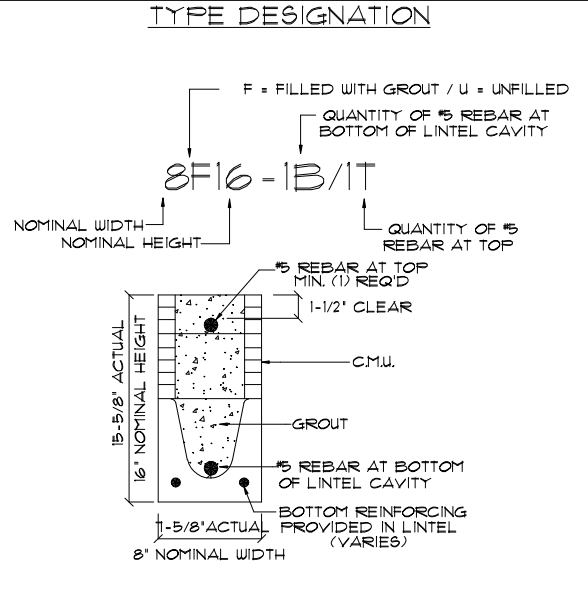 TYPE DESIGNATION
F = FILLED WITH GROUT / U = UNFILLED
QUANTITY OF #5 REBAR AT
BOTTOM OF LINTEL CAVITY
8F16 - 1B/1T
NOMINAL WIDTH
NOMINAL HEIGHT
QUANTITY OF #5
REBAR AT TOP
#5 REBAR AT TOP
MIN. (1) REQ'D
1-1/2" CLEAR
15-5/8" ACTUAL
16" NOMINAL HEIGHT
C.M.U.
GROUT
#5 REBAR AT BOTTOM
OF LINTEL CAVITY
BOTTOM REINFORCING
PROVIDED IN LINTEL
(VARIES)
7-5/8" ACTUAL
8" NOMINAL WIDTH